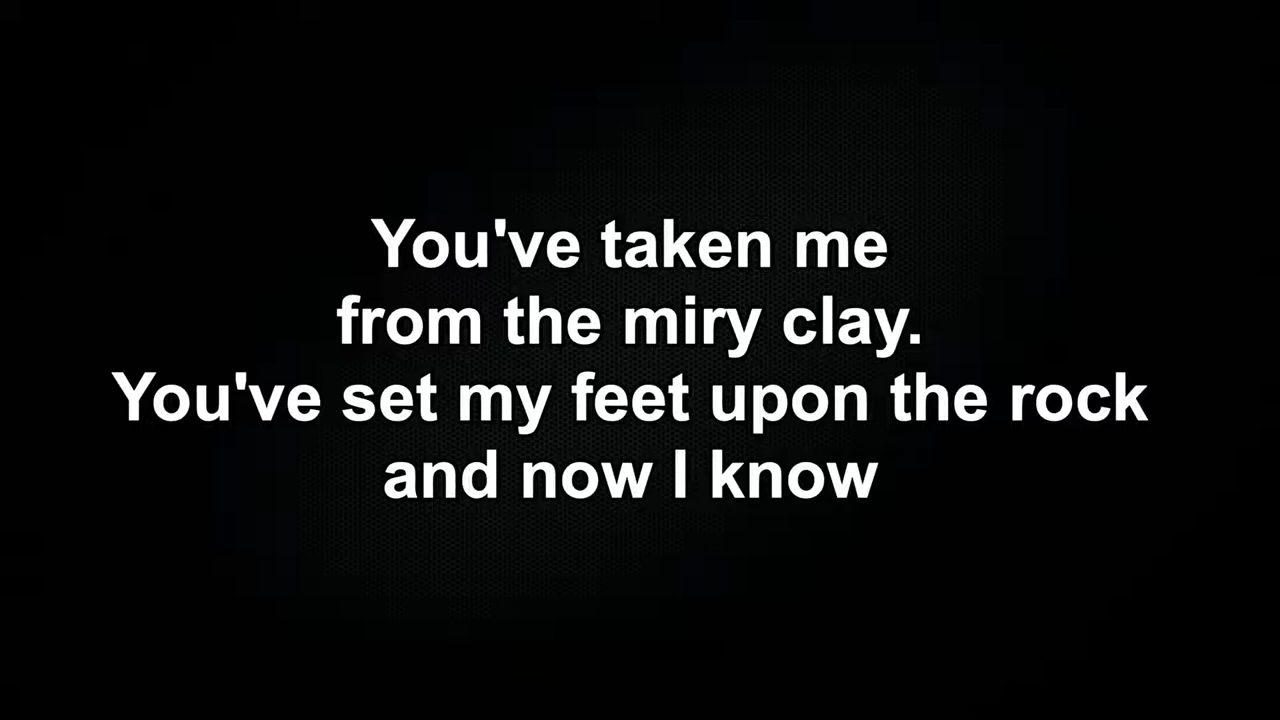 You've taken me
from the miry clay.
You've set my feet upon the rock
and now I know